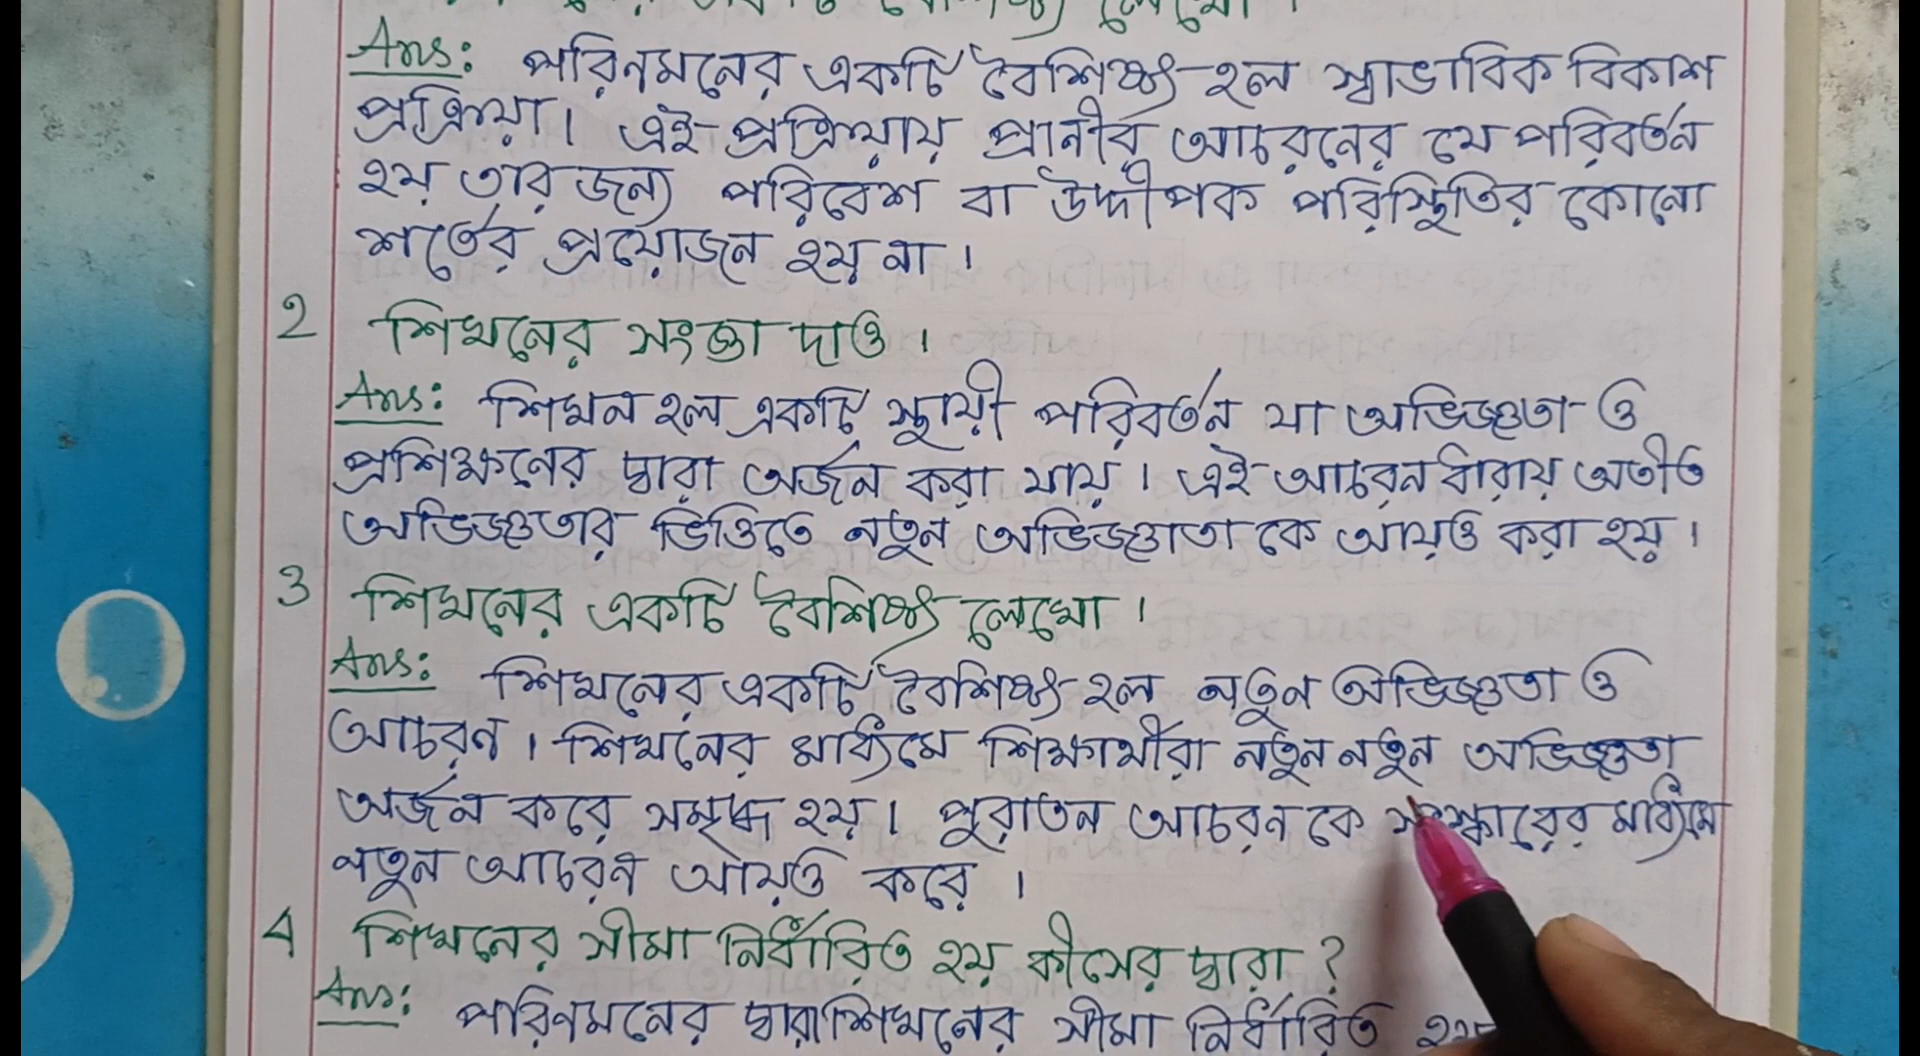 একটি বৈশিষ্ট্য লেখো।
Ans: পরিনমনের একটি বৈশিষ্ট্য হল স্বাভাবিক বিকাশ
প্রক্রিয়া। এই প্রক্রিয়ায় প্রানীর আচরনের যে পরিবর্তন
হয় তার জন্য পরিবেশ বা উদ্দীপক পরিস্থিতির কোনো
শর্তের প্রয়োজন হয় না।
2 শিখনের সংজ্ঞা দাও।
Ans: শিখন হল একটি স্থায়ী পরিবর্তন যা অভিজ্ঞতা ও
প্রশিক্ষনের দ্বারা অর্জন করা যায়। এই আচরন ধারায় অতীত
অভিজ্ঞতার ভিত্তিতে নতুন অভিজ্ঞাতা কে আয়ত্ত করা হয়।
3 শিখনের একটি বৈশিষ্ট্য লেখো।
Ans: শিখনের একটি বৈশিষ্ট্য হল নতুন অভিজ্ঞতা ও
আচরণ। শিখনের মাধ্যমে শিক্ষার্থীরা নতুন নতুন অভিজ্ঞতা
অর্জন করে সমৃদ্ধ হয়। পুরাতন আচরণ কে সংস্কারের মাধ্যমে
নতুন আচরণ আয়ত্ত করে।
4 শিখনের সীমা নির্ধারিত হয় কীসের দ্বারা?
Ans: পরিনমনের দ্বারা শিখনের সীমা নির্ধারিত